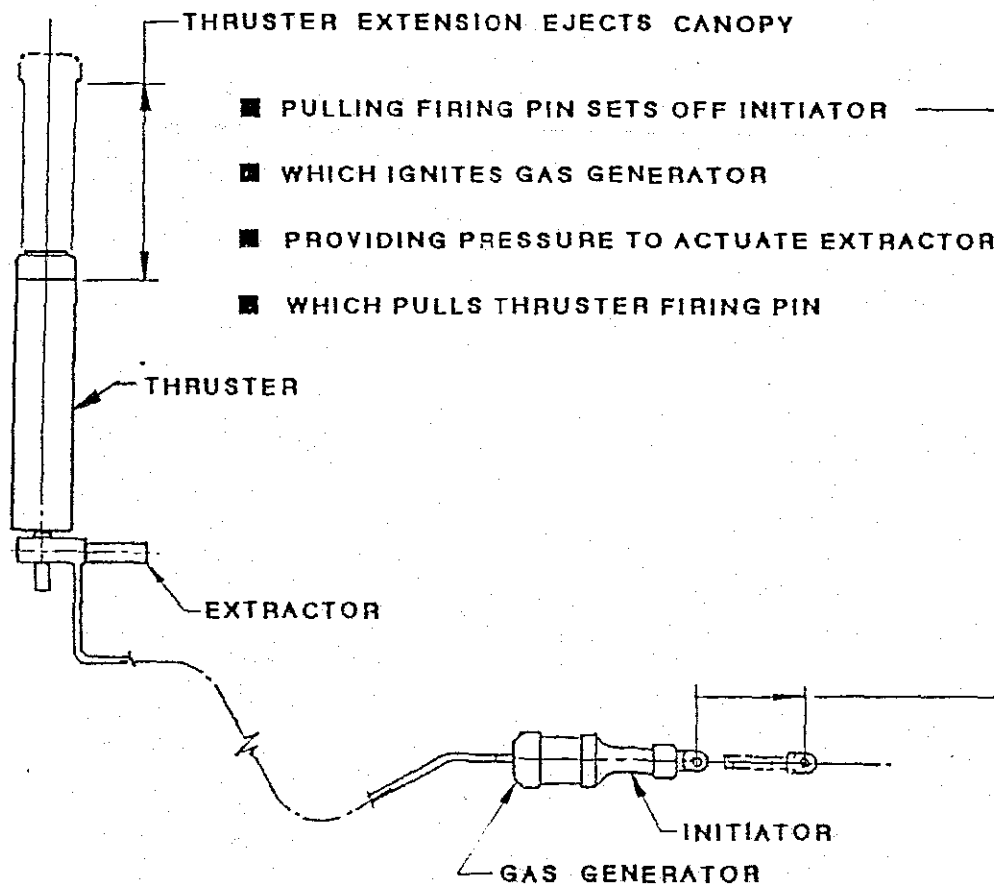 THRUSTER EXTENSION EJECTS CANOPY
■ PULLING FIRING PIN SETS OFF INITIATOR
■ WHICH IGNITES GAS GENERATOR
■ PROVIDING PRESSURE TO ACTUATE EXTRACTOR
■ WHICH PULLS THRUSTER FIRING PIN
THRUSTER
EXTRACTOR
INITIATOR
GAS GENERATOR